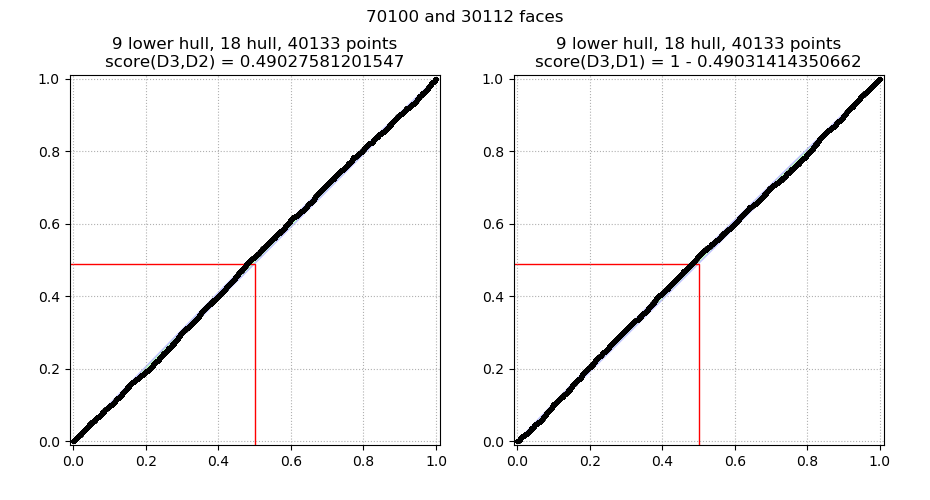 70100 and 30112 faces
9 lower hull, 18 hull, 40133 points
score(D3,D2) = 0.49027581201547
1.0
0.8
0.6
0.4
0.2
0.0
0.0 0.2 0.4 0.6 0.8 1.0
9 lower hull, 18 hull, 40133 points
score(D3,D1) = 1 - 0.49031414350662
1.0
0.8
0.6
0.4
0.2
0.0
0.0 0.2 0.4 0.6 0.8 1.0